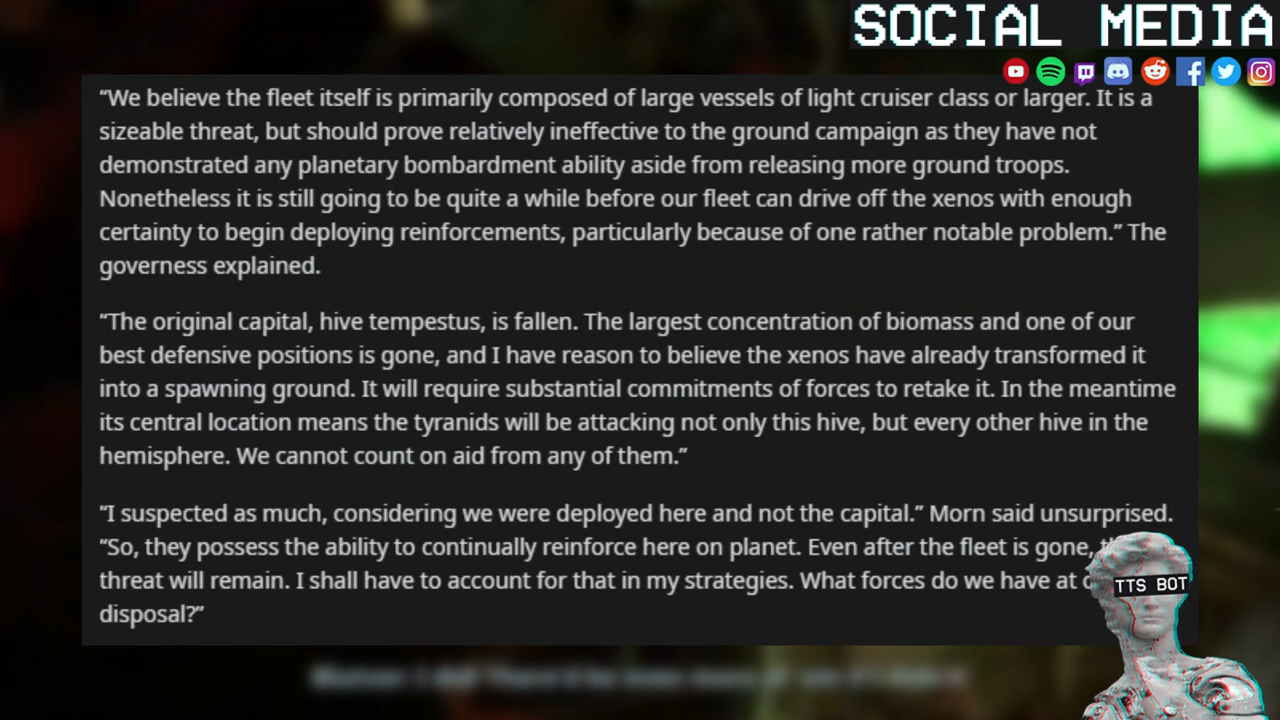 SOCIAL MEDIA
“We believe the fleet itself is primarily composed of large vessels of light cruiser class or larger. It is a
sizeable threat, but should prove relatively ineffective to the ground campaign as they have not
demonstrated any planetary bombardment ability aside from releasing more ground troops.
Nonetheless it is still going to be quite a while before our fleet can drive off the xenos with enough
certainty to begin deploying reinforcements, particularly because of one rather notable problem.” The
governess explained.
“The original capital, hive tempestus, is fallen. The largest concentration of biomass and one of our
best defensive positions is gone, and I have reason to believe the xenos have already transformed it
into a spawning ground. It will require substantial commitments of forces to retake it. In the meantime
its central location means the tyranids will be attacking not only this hive, but every other hive in the
hemisphere. We cannot count on aid from any of them.”
“I suspected as much, considering we were deployed here and not the capital.” Morn said unsurprised.
“So, they possess the ability to continually reinforce here on planet. Even after the fleet is gone,
threat will remain. I shall have to account for that in my strategies. What forces do we have at
disposal?”
TTS BOT